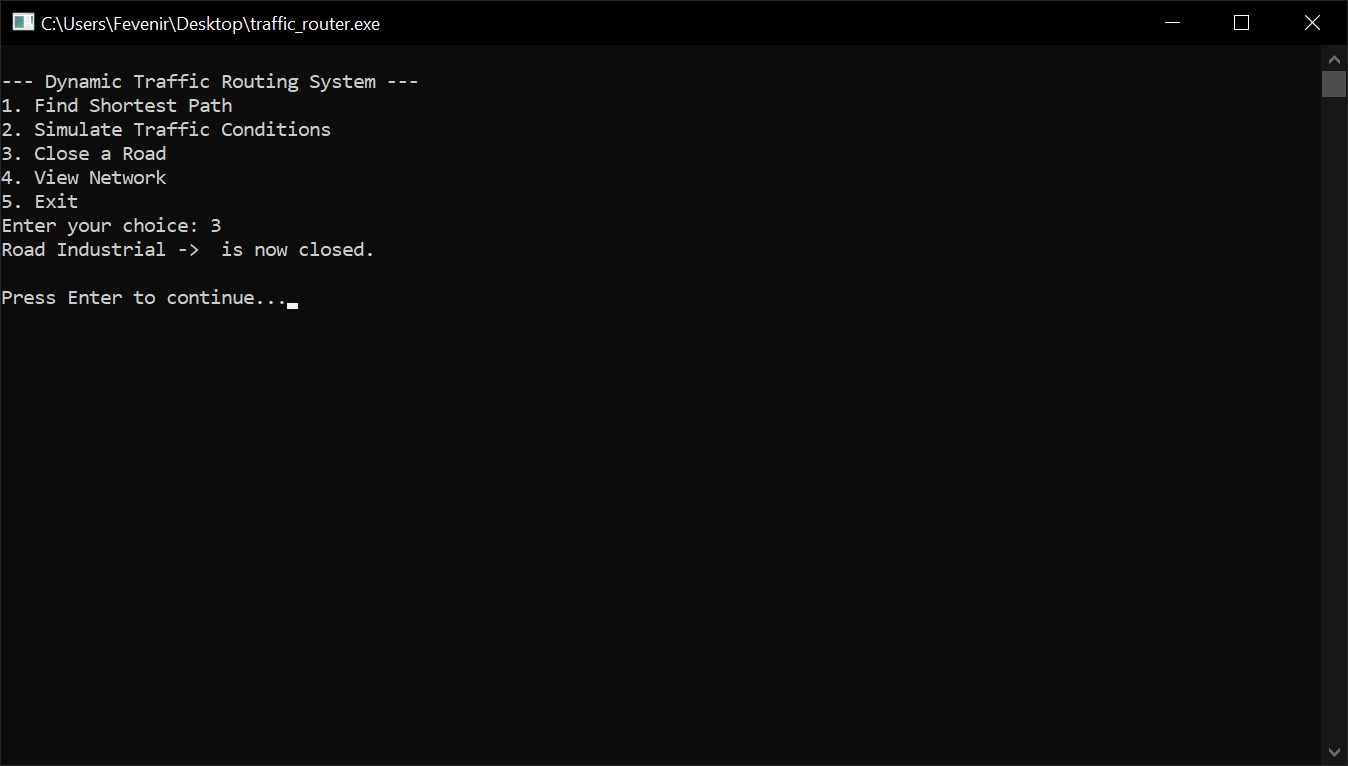 C:\Users\Fevenir\Desktop\traffic_router.exe
--- Dynamic Traffic Routing System ---
1. Find Shortest Path
2. Simulate Traffic Conditions
3. Close a Road
4. View Network
5. Exit
Enter your choice: 3
Road Industrial ->  is now closed.
Press Enter to continue...